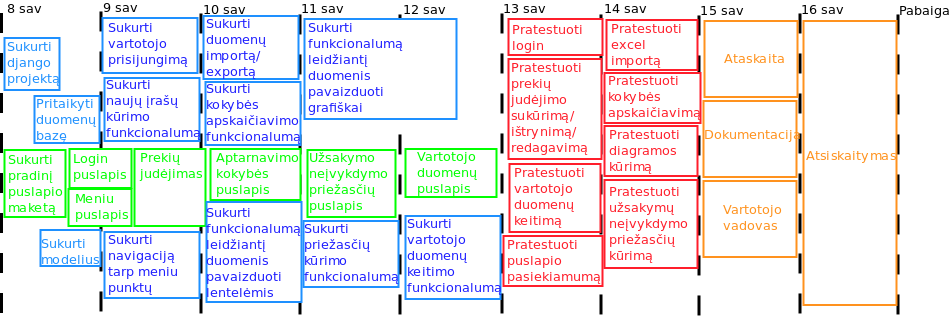 8 sav
9 sav
10 sav
11 sav
12 sav
13 sav
14 sav
15 sav
16 sav
Pabaiga
Sukurti
django
projektą
Pritaikyti
duomenų
bazę
Sukurti
pradinį
puslapio
maketą
Sukurti
modelius
Login
puslapis
Meniu
puslapis
Sukurti
vartotojo
prisijungimą
Sukurti
naujų įrašų
kūrimo
funkcionalumą
Prekių
judėjimas
Sukurti
navigaciją
tarp meniu
punktų
Sukurti
duomenų
importą/
exportą
Sukurti
kokybės
apskaičiavimo
funkcionalumą
Aptarnavimo
kokybės
puslapis
Sukurti
funkcionalumą
leidžiantį
duomenis
pavaizduoti
lentelėmis
Sukurti
funkcionalumą
leidžiantį
duomenis
pavaizduoti
grafiškai
Užsakymo
neįvykdymo
priežasčių
puslapis
Sukurti
priežasčių
kūrimo
funkcionalumą
Vartotojo
duomenų
puslapis
Sukurti
vartotojo
duomenų
keitimo
funkcionalumą
Pratestuoti
login
Pratestuoti
prekių
judėjimo
sukūrimą/
ištrynimą/
redagavimą
Pratestuoti
vartotojo
duomenų
keitimą
Pratestuoti
puslapio
pasiekiamumą
Pratestuoti
excel
importą
Pratestuoti
kokybės
apskaičiavimą
Pratestuoti
diagramos
kūrimą
Pratestuoti
užsakymų
neįvykdymo
priežasčių
kūrimą
Ataskaita
Dokumentacija
Vartotojo
vadovas
Atsiskaitymas